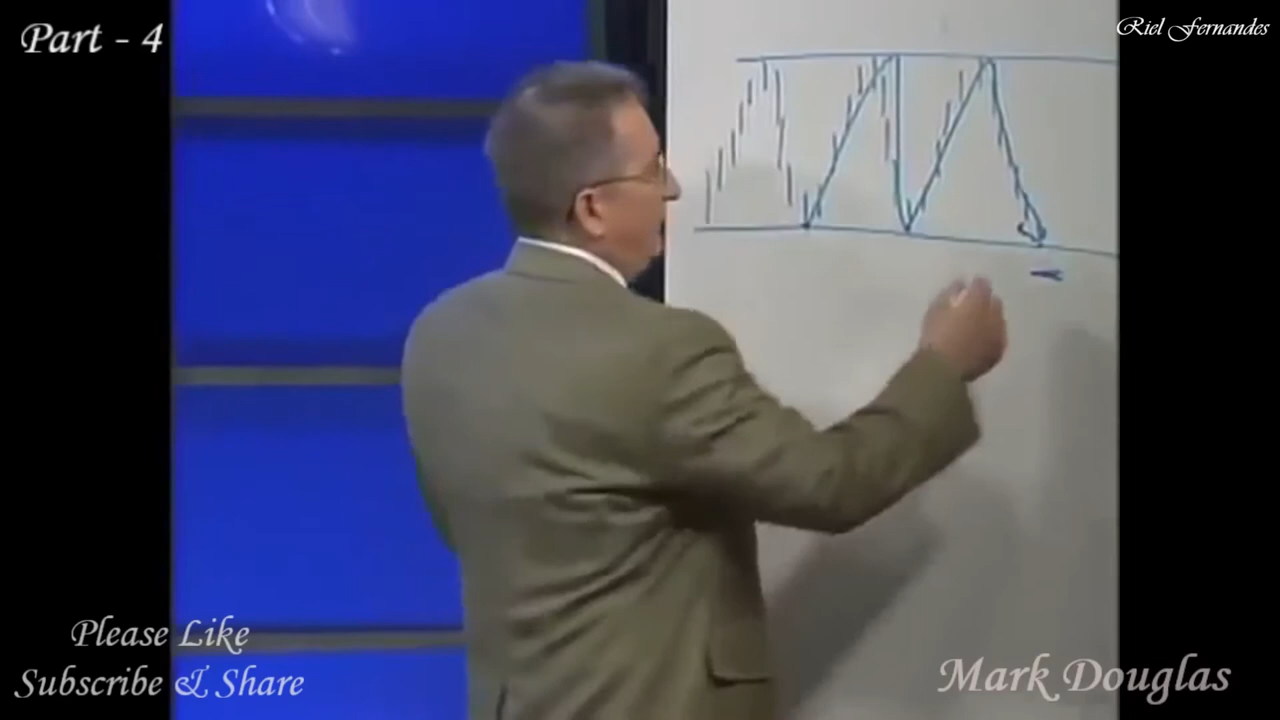 Part - 4
Riel Fernandes
Please Like
Subscribe & Share
Mark Douglas